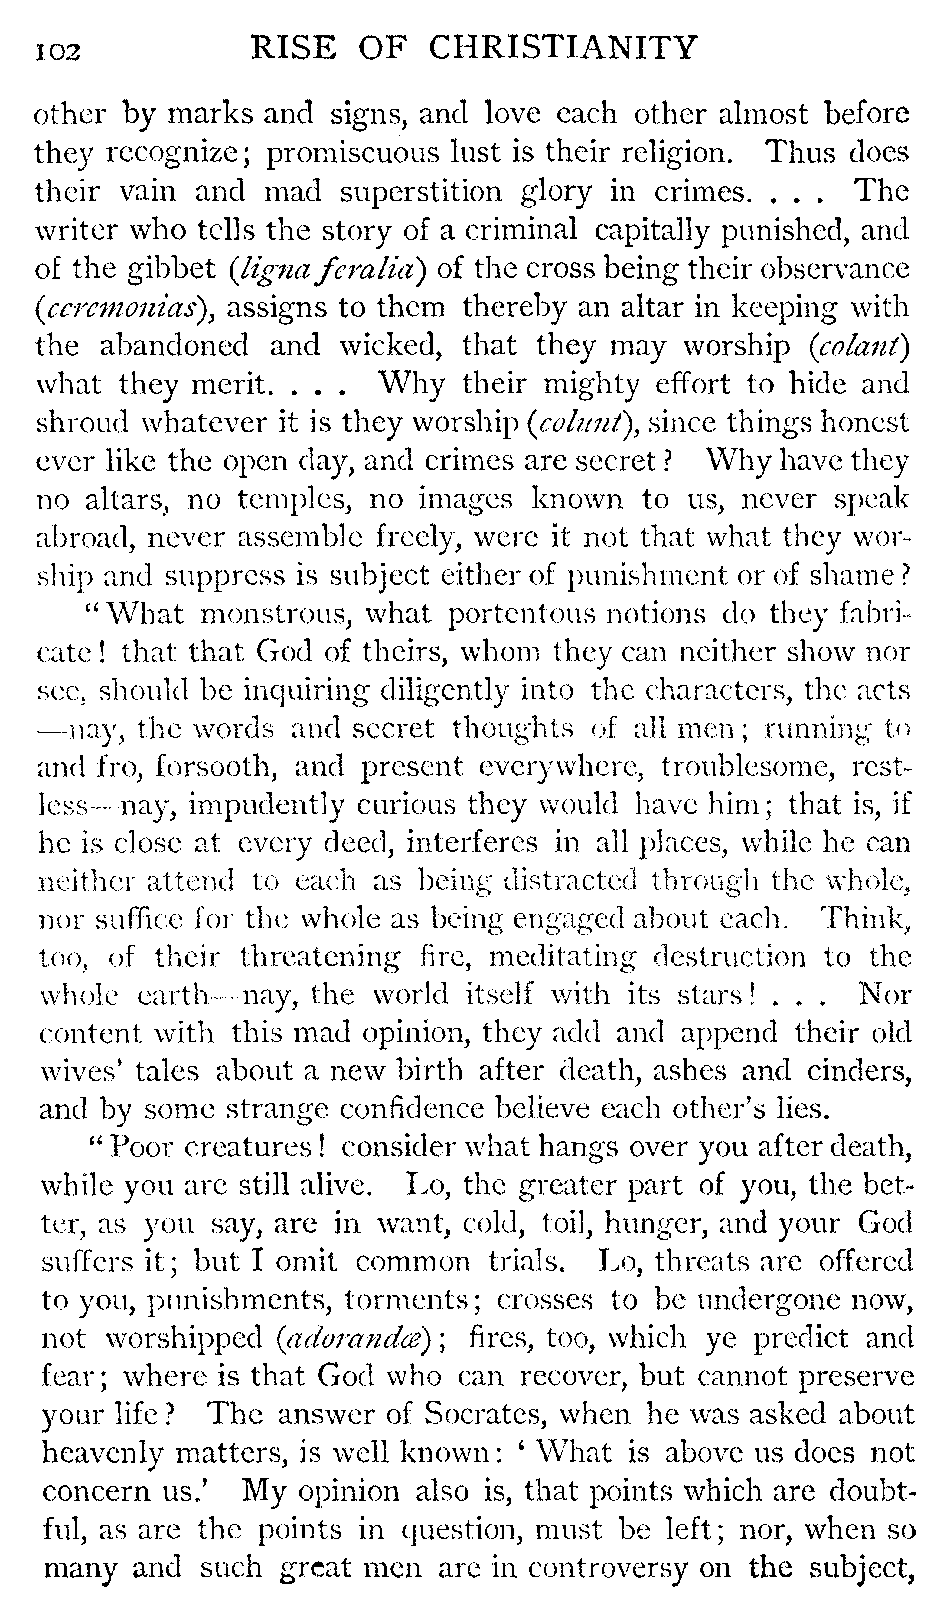 102 RISE OF CHRISTIANITY
other by marks and signs, and love each other almost before
they recognize; promiscuous lust is their religion. Thus does
their vain and mad superstition glory in crimes. . . . The
writer who tells the story of a criminal capitally punished, and
of the gibbet (ligna feralia) of the cross being their observance
(ceremonias), assigns to them thereby an altar in keeping with
the abandoned and wicked, that they may worship (colant)
what they merit. . . . Why their mighty effort to hide and
shroud whatever it is they worship (colunt), since things honest
ever like the open day, and crimes are secret? Why have they
no altars, no temples, no images known to us, never speak
abroad, never assemble freely, were it not that what they wor-
ship and suppress is subject either of punishment or of shame?
“What monstrous, what portentous notions do they fabri-
cate! that that God of theirs, whom they can neither show nor
see, should be inquiring diligently into the characters, the acts
—nay, the words and secret thoughts of all men; running to
and fro, forsooth, and present everywhere, troublesome, rest-
less—nay, impudently curious they would have him; that is, if
he is close at every deed, interferes in all places, while he can
neither attend to each as being distracted through the whole,
nor suffice for the whole as being engaged about each. Think,
too, of their threatening fire, meditating destruction to the
whole earth—nay, the world itself with its stars! . . . Nor
content with this mad opinion, they add and append their old
wives’ tales about a new birth after death, ashes and cinders,
and by some strange confidence believe each other’s lies.
“Poor creatures! consider what hangs over you after death,
while you are still alive. Lo, the greater part of you, the bet-
ter, as you say, are in want, cold, toil, hunger, and your God
suffers it; but I omit common trials. Lo, threats are offered
to you, punishments, torments; crosses to be undergone now,
not worshipped (adorandæ); fires, too, which ye predict and
fear; where is that God who can recover, but cannot preserve
your life? The answer of Socrates, when he was asked about
heavenly matters, is well known: ‘What is above us does not
concern us.’ My opinion also is, that points which are doubt-
ful, as are the points in question, must be left; nor, when so
many and such great men are in controversy on the subject,